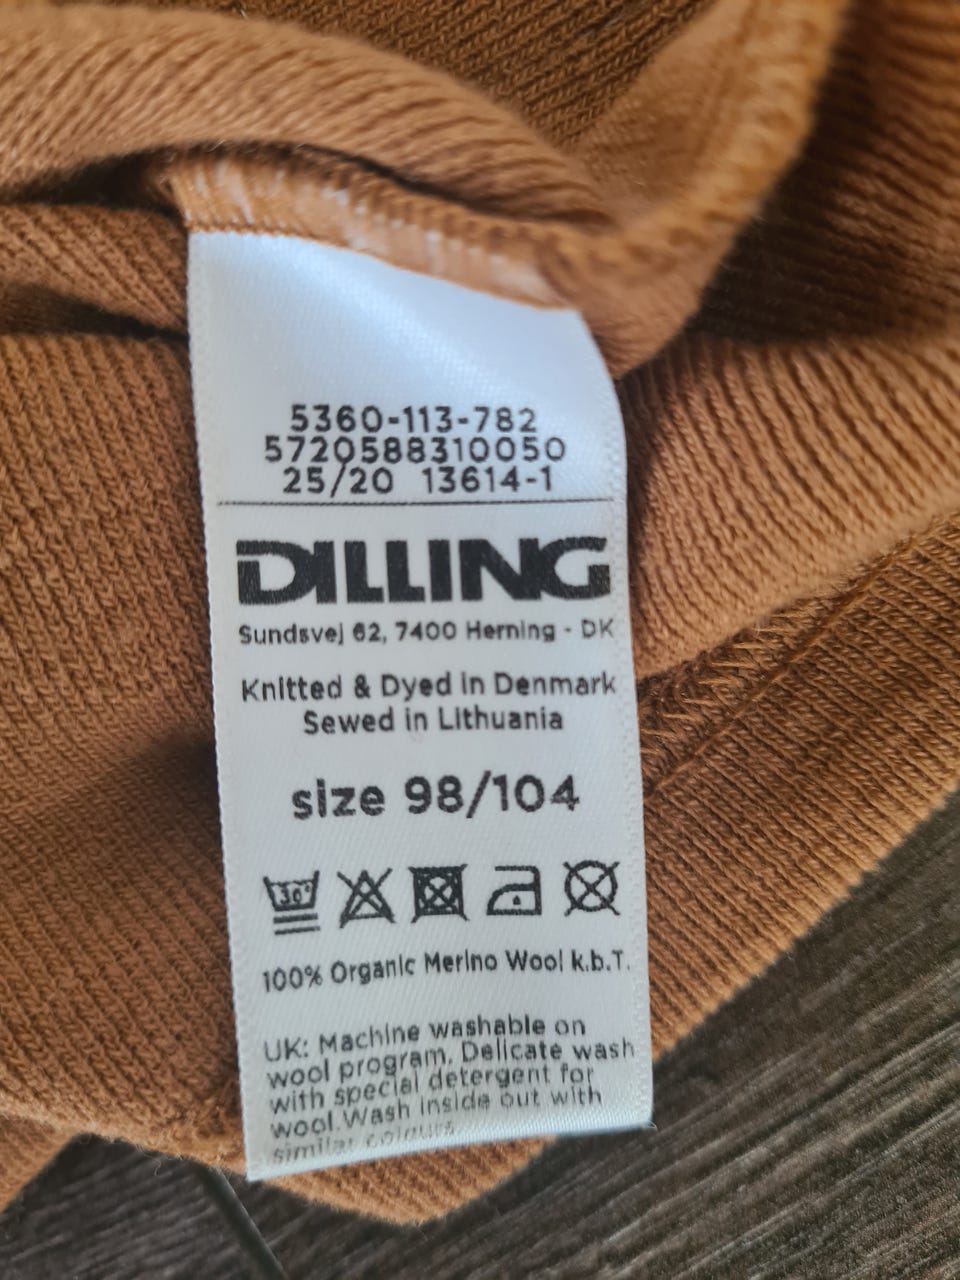 5360-113-782
5720588310050
25/20 13614-1
DILLING
Sundsvej 62, 7400 Herning - DK
Knitted & Dyed in Denmark
Sewed in Lithuania
size 98/104
30°
100% Organic Merino Wool k.b.T.
UK: Machine washable on
wool program. Delicate wash
with special detergent for
wool.Wash inside out with
similar colours